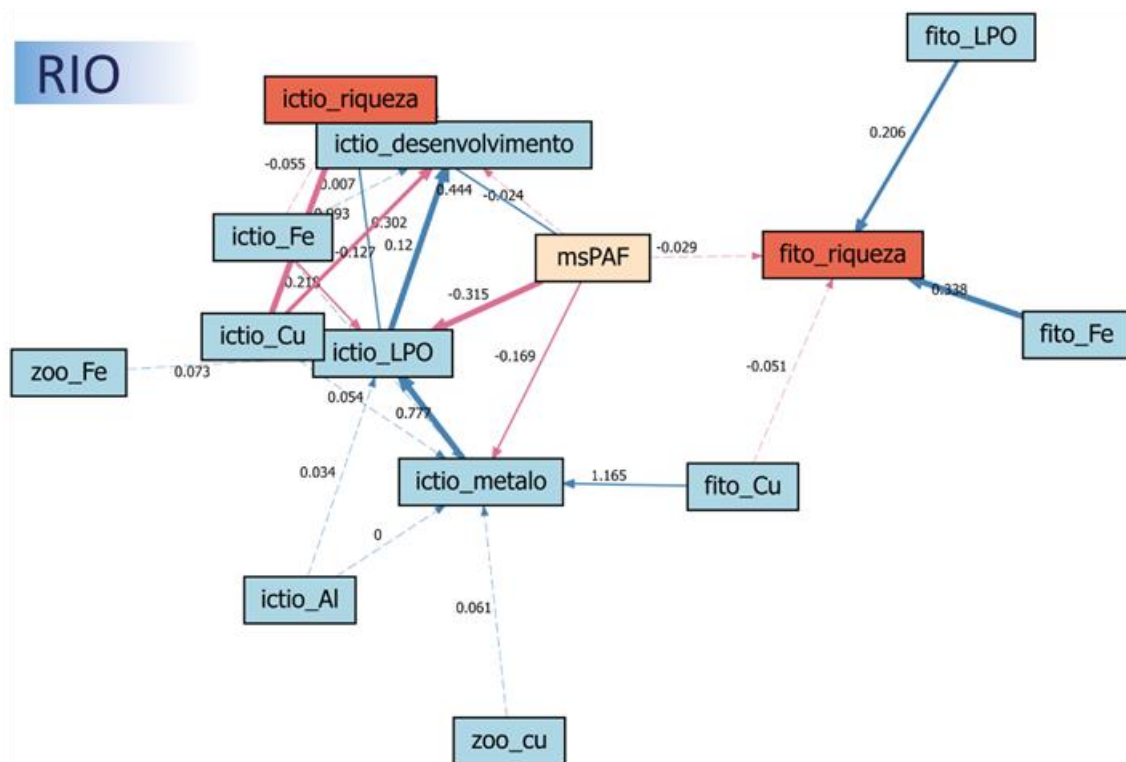 fito_LPO
RIO
ictio_riqueza
0.206
ictio_desenvolvimento
-0.055
0.007
0.444
-0.024
ictio_Fe
0.302
-0.127
0.12
msPAF
-0.029
fito_riqueza
-0.315
0.338
ictio_Cu
ictio_LPO
fito_Fe
zoo_Fe
0.073
-0.169
-0.051
0.054
0.777
0.034
ictio_metalo
1.165
fito_Cu
0
ictio_Al
0.061
zoo_cu